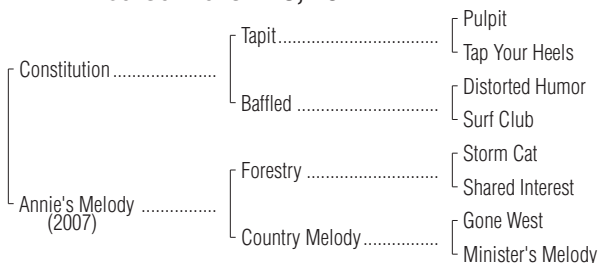 Pulpit
Tapit
Tap Your Heels
Constitution
Distorted Humor
Baffled
Surf Club
Storm Cat
Forestry
Shared Interest
Annie's Melody
(2007)
Gone West
Country Melody
Minister's Melody